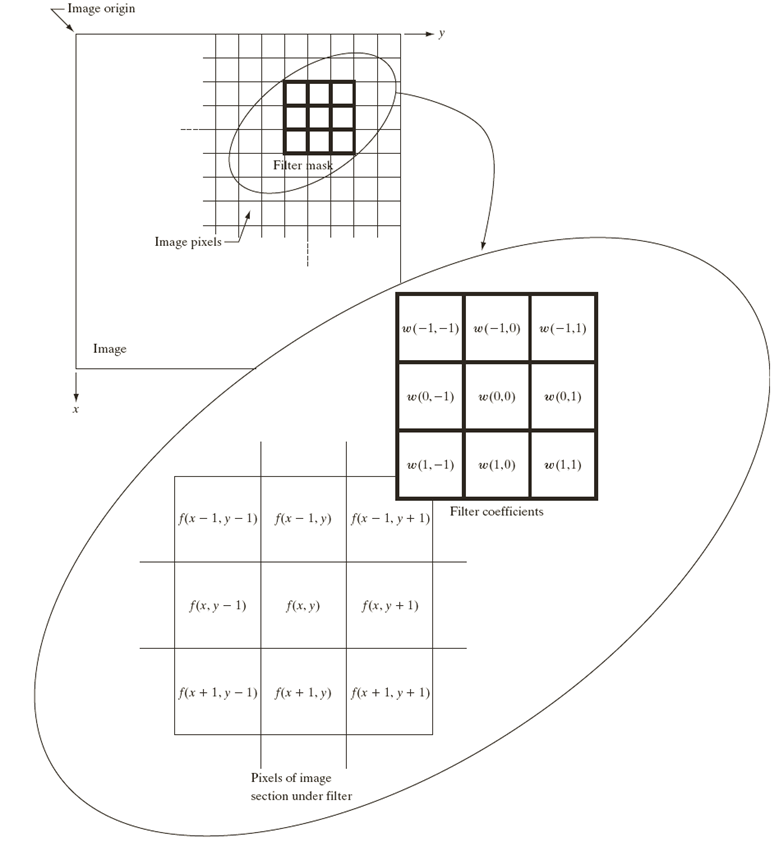 Image origin
y
Filter mask
Image pixels
Image
x
w(−1,−1) w(−1,0) w(−1,1)
w(0,−1) w(0,0) w(0,1)
w(1,−1) w(1,0) w(1,1)
Filter coefficients
f(x − 1, y − 1) f(x − 1, y) f(x − 1, y + 1)
f(x, y − 1) f(x, y) f(x, y + 1)
f(x + 1, y − 1) f(x + 1, y) f(x + 1, y + 1)
Pixels of image
section under filter